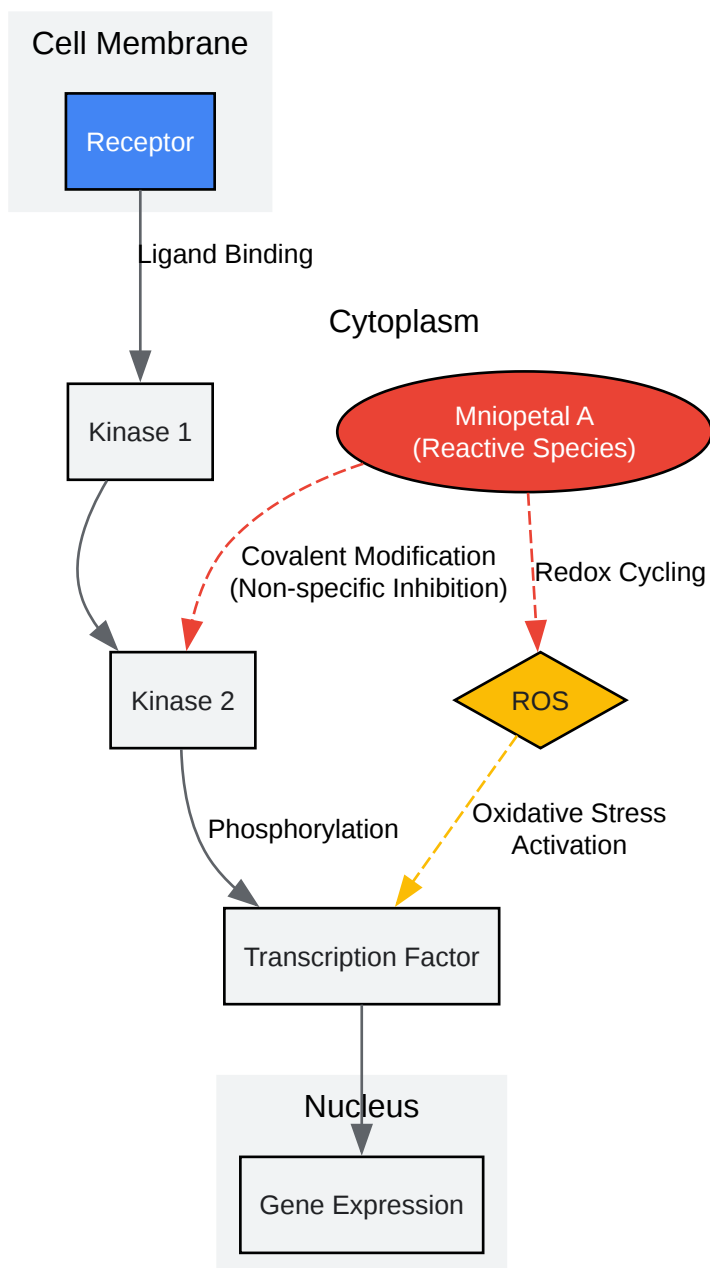 Cell Membrane
Receptor
Ligand Binding
Cytoplasm
Kinase 1
Mniopetal A
(Reactive Species)
Covalent Modification
(Non-specific Inhibition)
Redox Cycling
Kinase 2
ROS
Phosphorylation
Oxidative Stress
Activation
Transcription Factor
Nucleus
Gene Expression